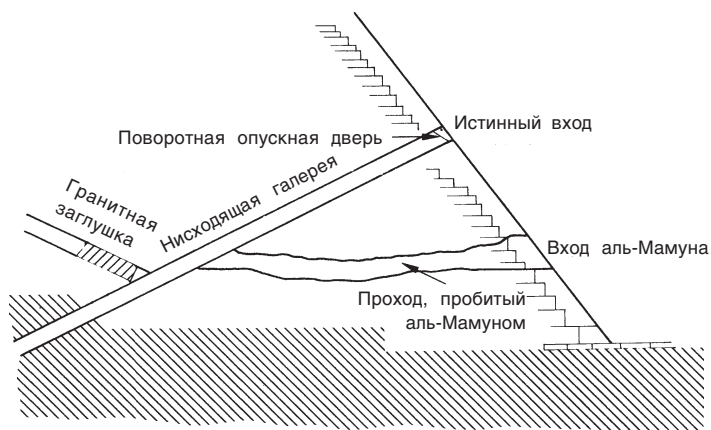 Истинный вход
Поворотная опускная дверь
Нисходящая галерея
Гранитная
заглушка
Вход аль-Мамуна
Проход, пробитый
аль-Мамуном